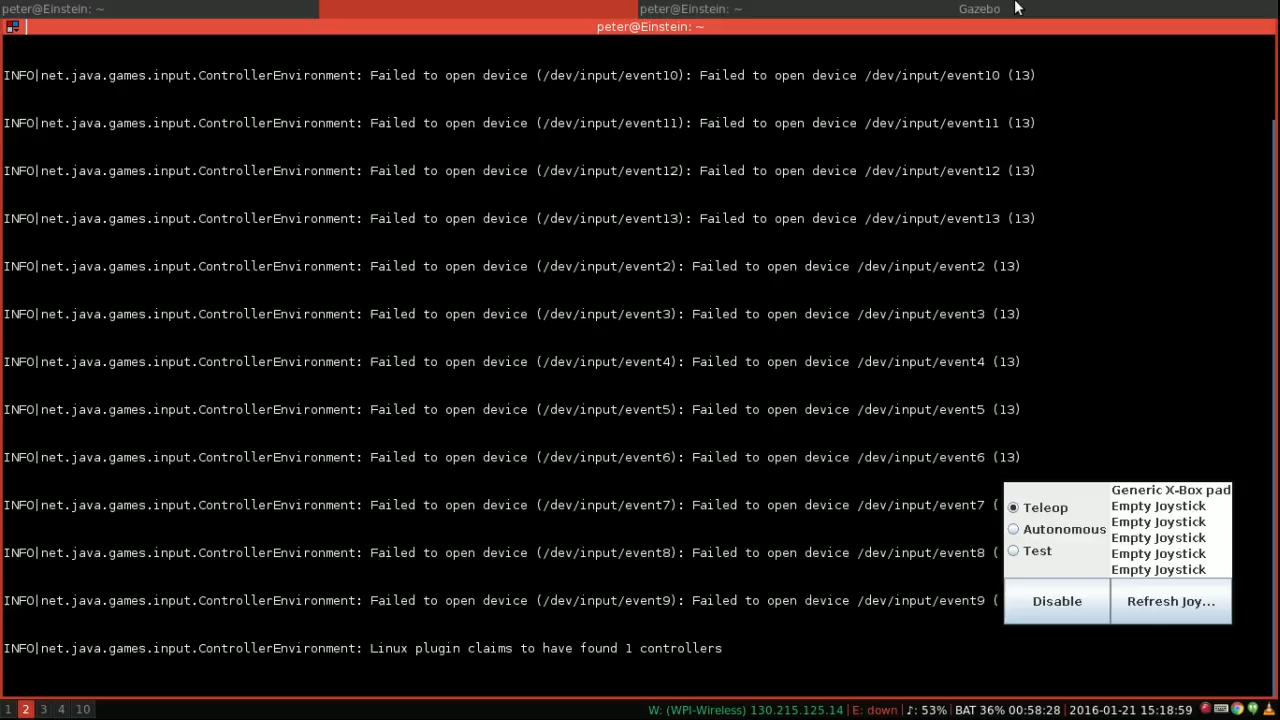 peter@Einstein: ~
peter@Einstein: ~
Gazebo
peter@Einstein: ~
INFO|net.java.games.input.ControllerEnvironment: Failed to open device (/dev/input/event10): Failed to open device /dev/input/event10 (13)
INFO|net.java.games.input.ControllerEnvironment: Failed to open device (/dev/input/event11): Failed to open device /dev/input/event11 (13)
INFO|net.java.games.input.ControllerEnvironment: Failed to open device (/dev/input/event12): Failed to open device /dev/input/event12 (13)
INFO|net.java.games.input.ControllerEnvironment: Failed to open device (/dev/input/event13): Failed to open device /dev/input/event13 (13)
INFO|net.java.games.input.ControllerEnvironment: Failed to open device (/dev/input/event2): Failed to open device /dev/input/event2 (13)
INFO|net.java.games.input.ControllerEnvironment: Failed to open device (/dev/input/event3): Failed to open device /dev/input/event3 (13)
INFO|net.java.games.input.ControllerEnvironment: Failed to open device (/dev/input/event4): Failed to open device /dev/input/event4 (13)
INFO|net.java.games.input.ControllerEnvironment: Failed to open device (/dev/input/event5): Failed to open device /dev/input/event5 (13)
INFO|net.java.games.input.ControllerEnvironment: Failed to open device (/dev/input/event6): Failed to open device /dev/input/event6 (13)
INFO|net.java.games.input.ControllerEnvironment: Failed to open device (/dev/input/event7): Failed to open device /dev/input/event7 (
INFO|net.java.games.input.ControllerEnvironment: Failed to open device (/dev/input/event8): Failed to open device /dev/input/event8 (
INFO|net.java.games.input.ControllerEnvironment: Failed to open device (/dev/input/event9): Failed to open device /dev/input/event9 (
INFO|net.java.games.input.ControllerEnvironment: Linux plugin claims to have found 1 controllers
Teleop
Autonomous
Test
Generic X-Box pad
Empty Joystick
Empty Joystick
Empty Joystick
Empty Joystick
Empty Joystick
Disable
Refresh Joy...
1 2 3 4 10
W: (WPI-Wireless) 130.215.125.14 | E: down | ♪: 53% | BAT 36% 00:58:28 | 2016-01-21 15:18:59